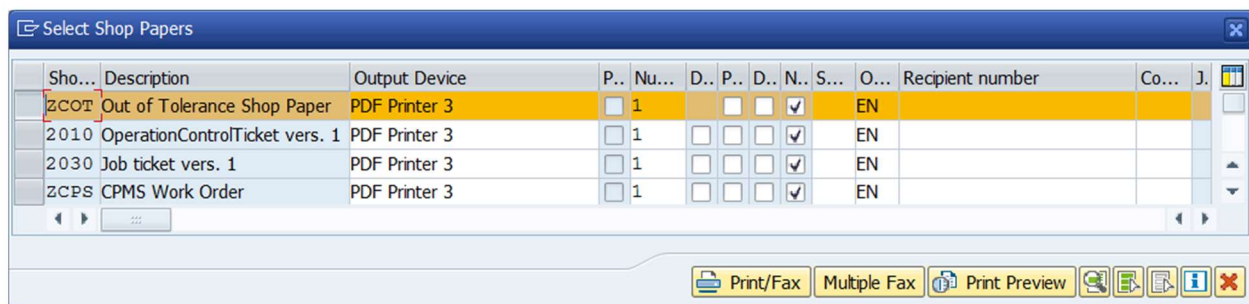 Select Shop Papers
Sho... Description Output Device P.. Nu... D.. P.. D.. N.. S... O... Recipient number Co... J.
ZCOT Out of Tolerance Shop Paper PDF Printer 3 1 EN
2010 OperationControlTicket vers. 1 PDF Printer 3 1 EN
2030 Job ticket vers. 1 PDF Printer 3 1 EN
ZCPS CPMS Work Order PDF Printer 3 1 EN
Print/Fax Multiple Fax Print Preview